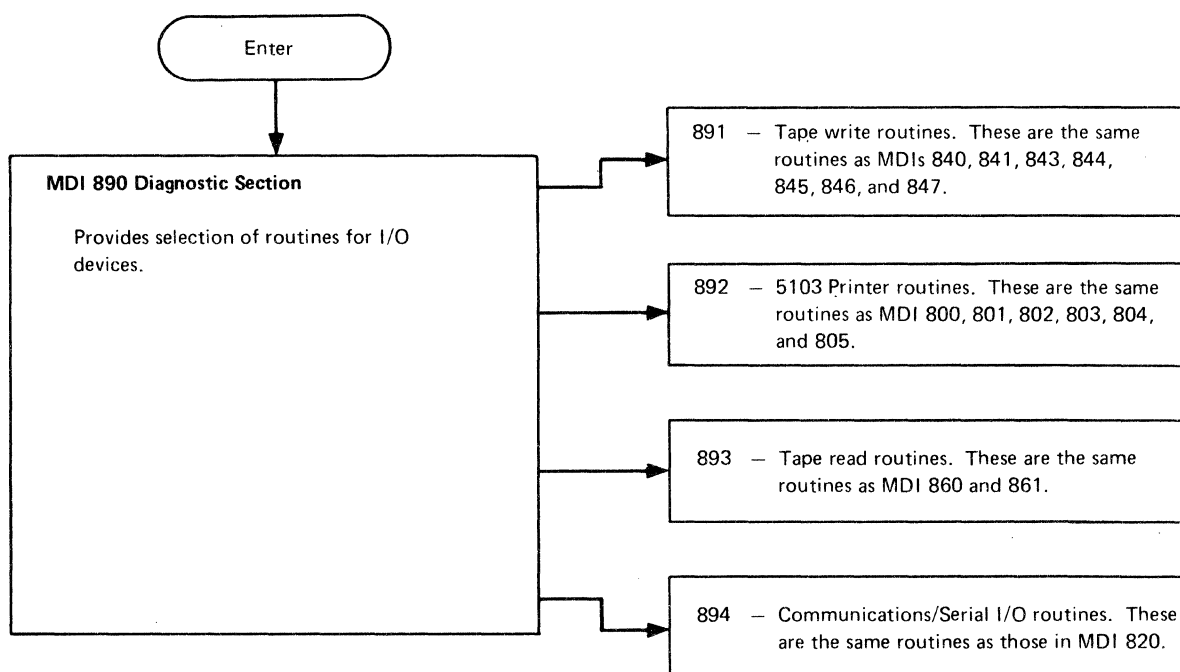 Enter
MDI 890 Diagnostic Section
Provides selection of routines for I/O
devices.
891 — Tape write routines. These are the same
routines as MDIs 840, 841, 843, 844,
845, 846, and 847.
892 — 5103 Printer routines. These are the same
routines as MDI 800, 801, 802, 803, 804,
and 805.
893 — Tape read routines. These are the same
routines as MDI 860 and 861.
894 — Communications/Serial I/O routines. These
are the same routines as those in MDI 820.